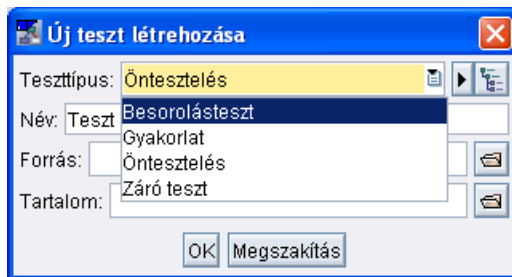 Új teszt létrehozása
Teszttípus: Öntesztelés
Név: Teszt
Besorolásteszt
Gyakorlat
Forrás:
Öntesztelés
Záró teszt
Tartalom:
OK Megszakítás